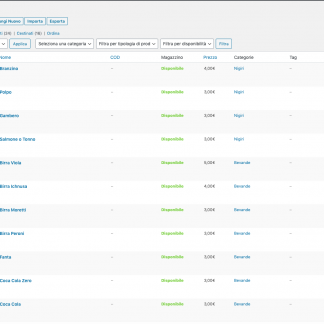 ngi Nuovo Importa Esporta
(34) | Cestinati (18) | Ordina
Applica Seleziona una categoria Filtra per tipologia di prod Filtra per disponibilità Filtra
Nome COD Magazzino Prezzo Categorie Tag
Branzino – Disponibile 4,00€ Nigiri –
Polpo – Disponibile 3,00€ Nigiri –
Gambero – Disponibile 3,00€ Nigiri –
Salmone o Tonno – Disponibile 3,00€ Nigiri –
Birra Viola – Disponibile 5,00€ Bevande –
Birra Ichnusa – Disponibile 4,00€ Bevande –
Birra Moretti – Disponibile 3,00€ Bevande –
Birra Peroni – Disponibile 3,00€ Bevande –
Fanta – Disponibile 3,00€ Bevande –
Coca Cola Zero – Disponibile 3,00€ Bevande –
Coca Cola – Disponibile 3,00€ Bevande –